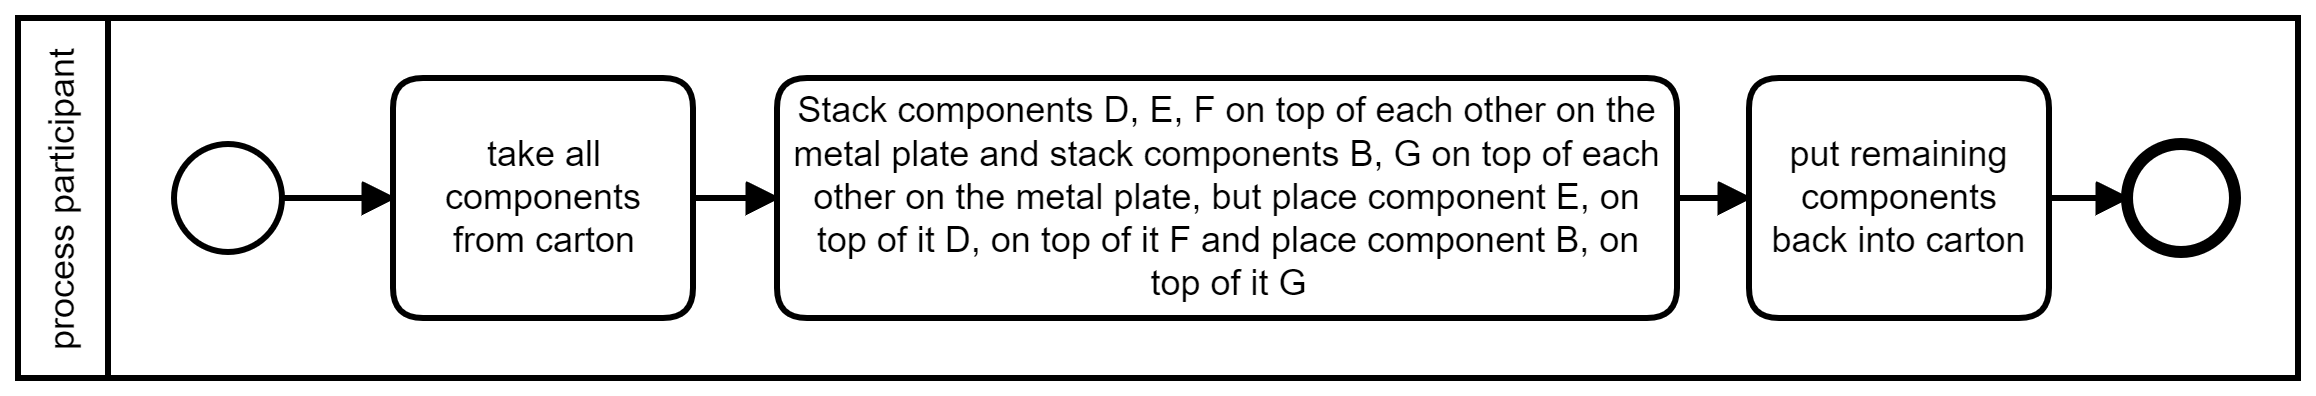 process participant
take all
components
from carton
Stack components D, E, F on top of each other on the
metal plate and stack components B, G on top of each
other on the metal plate, but place component E, on
top of it D, on top of it F and place component B, on
top of it G
put remaining
components
back into carton